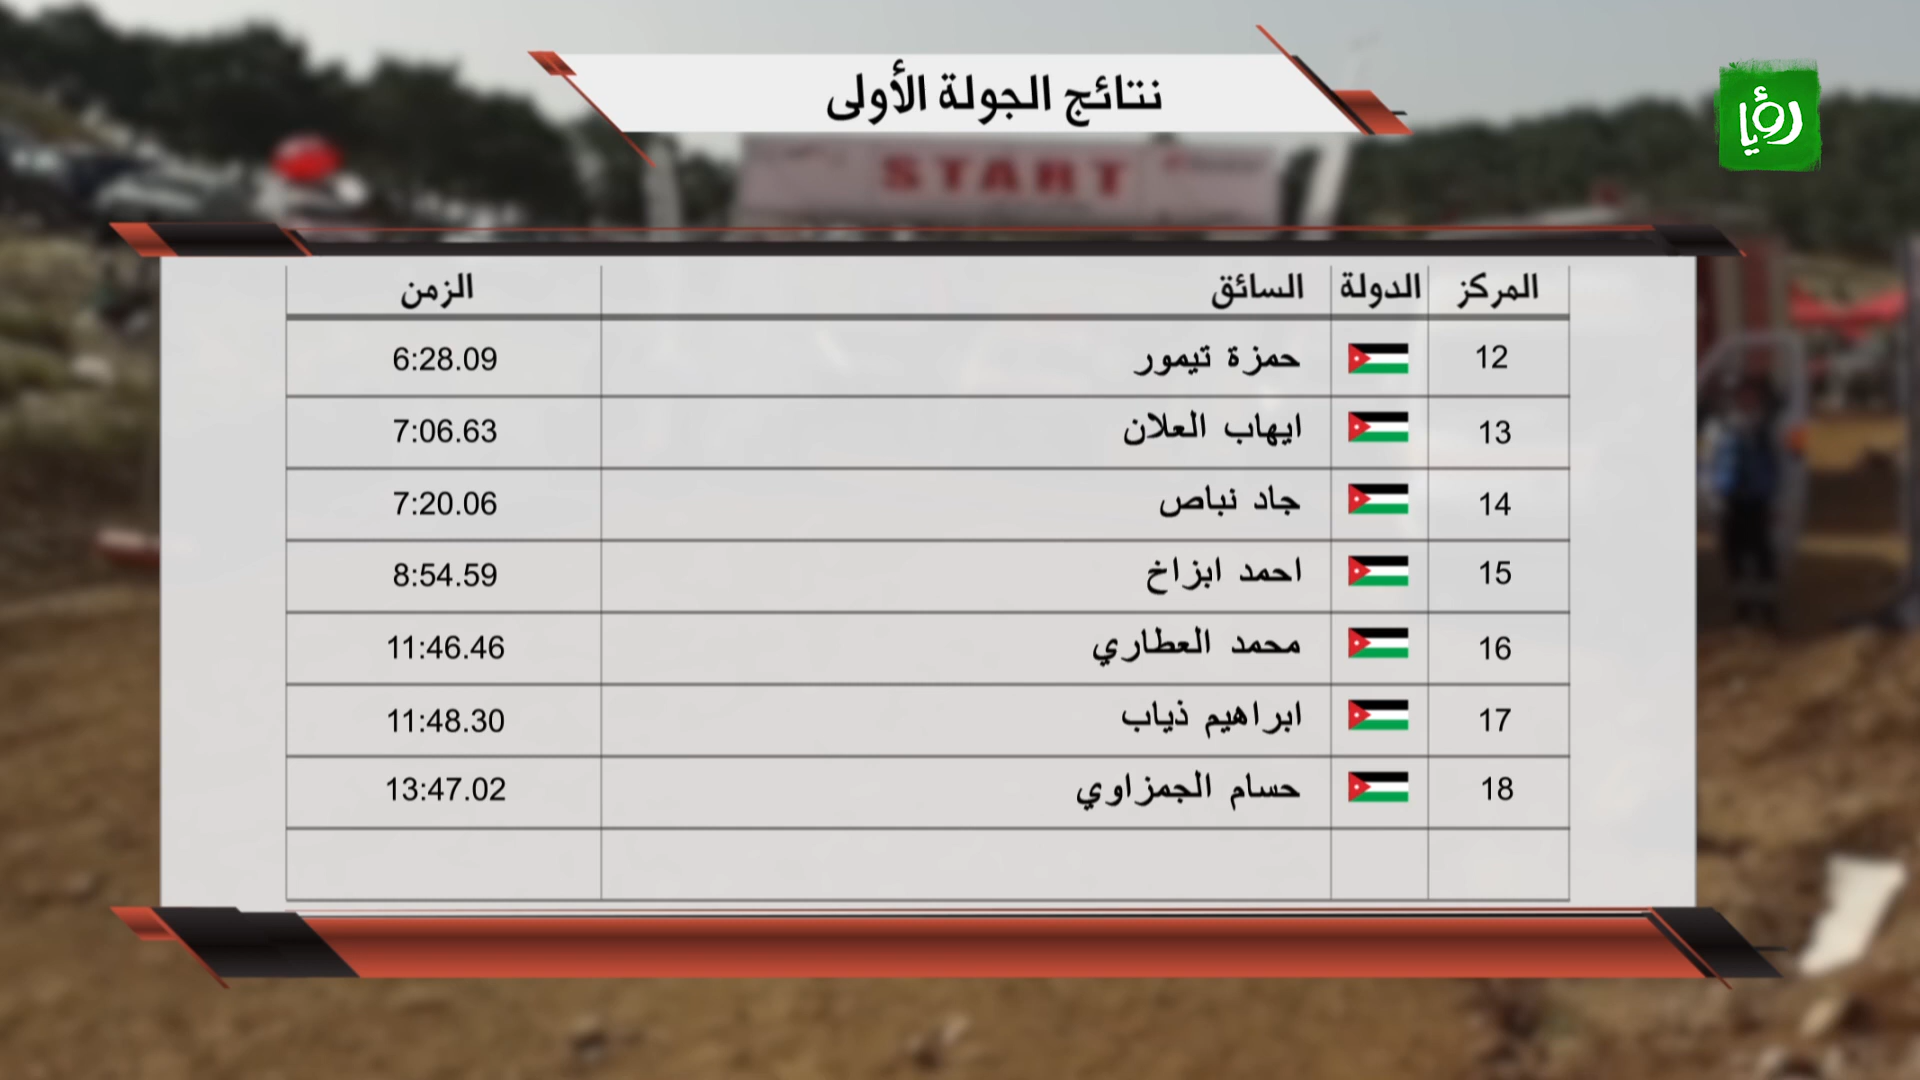 نتائج الجولة الأولى
رؤيا
START
المركز الدولة السائق الزمن
12 حمزة تيمور 6:28.09
13 ايهاب العلان 7:06.63
14 جاد نباص 7:20.06
15 احمد ابزاخ 8:54.59
16 محمد العطاري 11:46.46
17 ابراهيم ذياب 11:48.30
18 حسام الجمزاوي 13:47.02